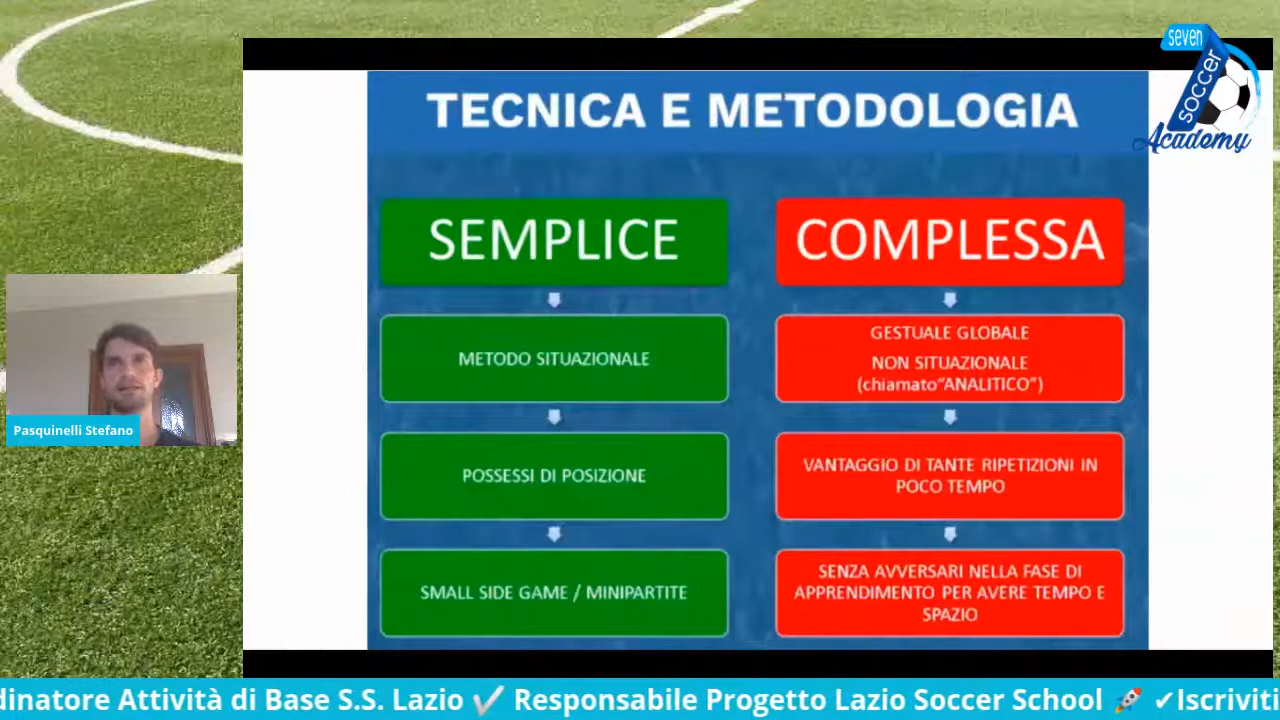 seven
soccer
Academy
TECNICA E METODOLOGIA
SEMPLICE
COMPLESSA
METODO SITUAZIONALE
GESTUALE GLOBALE
NON SITUAZIONALE
(chiamato"ANALITICO")
POSSESSI DI POSIZIONE
VANTAGGIO DI TANTE RIPETIZIONI IN
POCO TEMPO
SMALL SIDE GAME / MINIPARTITE
SENZA AVVERSARI NELLA FASE DI
APPRENDIMENTO PER AVERE TEMPO E
SPAZIO
Pasquinelli Stefano
dinatore Attività di Base S.S. Lazio ✔️ Responsabile Progetto Lazio Soccer School 🚀 ✔Iscriviti